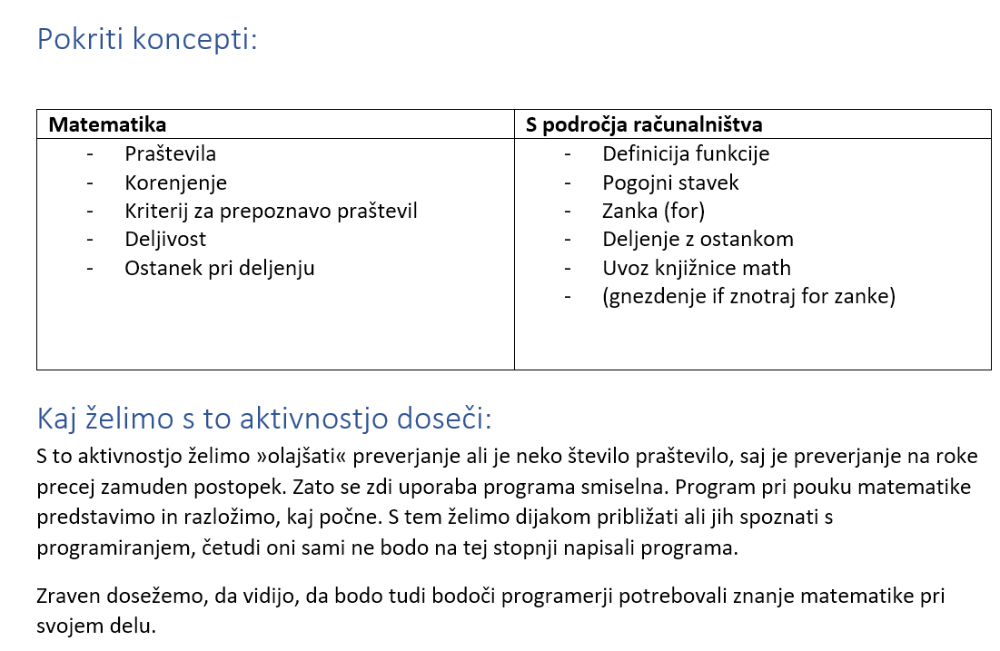 Pokriti koncepti:
Matematika
- Praštevila
- Korenjenje
- Kriterij za prepoznavo praštevil
- Deljivost
- Ostanek pri deljenju
S področja računalništva
- Definicija funkcije
- Pogojni stavek
- Zanka (for)
- Deljenje z ostankom
- Uvoz knjižnice math
- (gnezdenje if znotraj for zanke)
Kaj želimo s to aktivnostjo doseči:
S to aktivnostjo želimo »olajšati« preverjanje ali je neko število praštevilo, saj je preverjanje na roke
precej zamuden postopek. Zato se zdi uporaba programa smiselna. Program pri pouku matematike
predstavimo in razložimo, kaj počne. S tem želimo dijakom približati ali jih spoznati s
programiranjem, četudi oni sami ne bodo na tej stopnji napisali programa.
Zraven dosežemo, da vidijo, da bodo tudi bodoči programerji potrebovali znanje matematike pri
svojem delu.